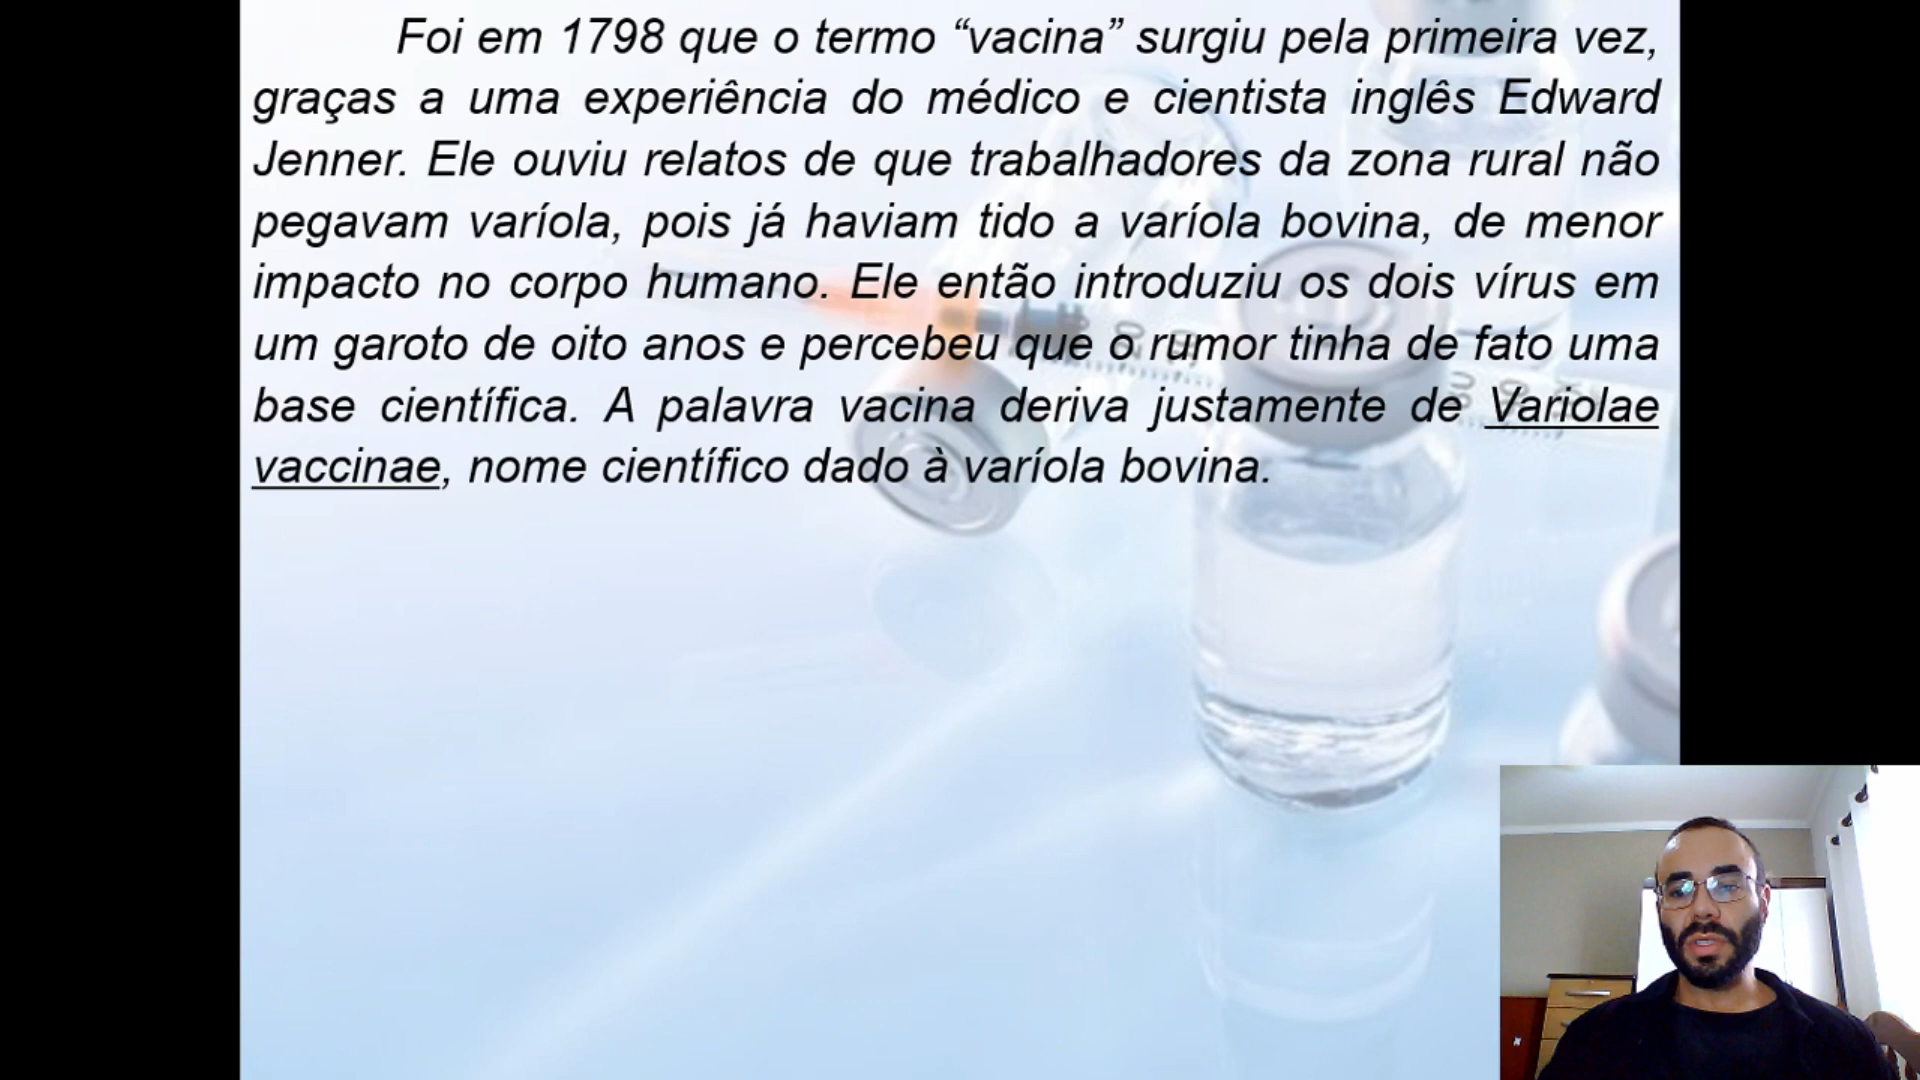 Foi em 1798 que o termo “vacina” surgiu pela primeira vez,
graças a uma experiência do médico e cientista inglês Edward
Jenner. Ele ouviu relatos de que trabalhadores da zona rural não
pegavam varíola, pois já haviam tido a varíola bovina, de menor
impacto no corpo humano. Ele então introduziu os dois vírus em
um garoto de oito anos e percebeu que o rumor tinha de fato uma
base científica. A palavra vacina deriva justamente de Variolae
vaccinae, nome científico dado à varíola bovina.